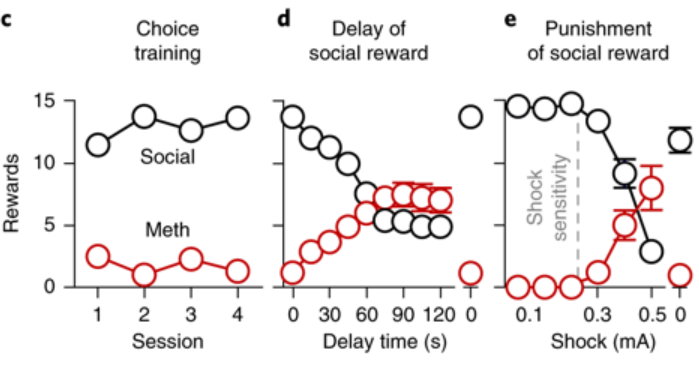 c
Choice
training
d
Delay of
social reward
e
Punishment
of social reward
15
10
5
0
Rewards
Social
Meth
Shock
sensitivity
1 2 3 4
Session
0 30 60 90 120 0
Delay time (s)
0.1 0.3 0.5 0
Shock (mA)